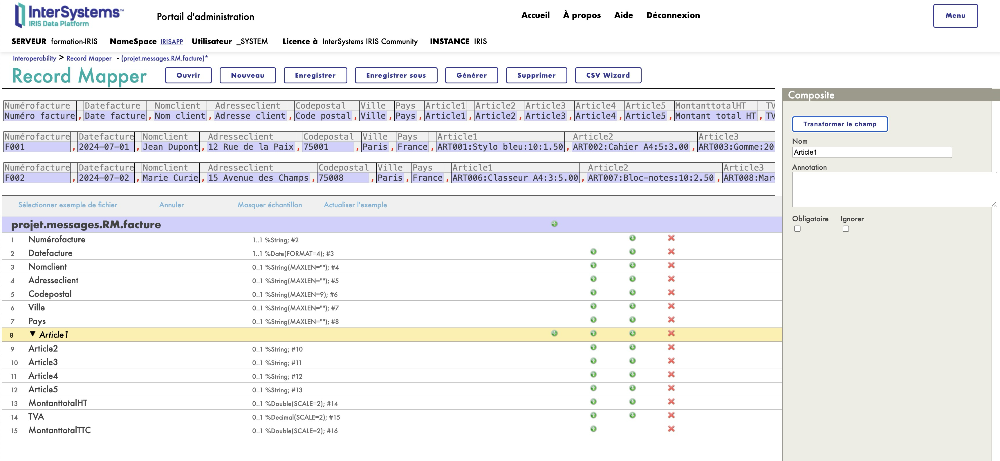 InterSystems™
IRIS Data Platform
Portail d'administration
Accueil À propos Aide Déconnexion
Menu
SERVEUR formation-IRIS NameSpace IRISAPP Utilisateur _SYSTEM Licence à InterSystems IRIS Community INSTANCE IRIS
Interoperability > Record Mapper - (projet.messages.RM.facture)*
Record Mapper
Ouvrir Nouveau Enregistrer Enregistrer sous Générer Supprimer CSV Wizard
Numérofacture Datefacture Nomclient Adresseclient Codepostal Ville Pays Article1 Article2 Article3 Article4 Article5 MontanttotalHT TV
Numéro facture , Date facture , Nom client , Adresse client , Code postal , Ville , Pays , Article1 , Article2 , Article3 , Article4 , Article5 , Montant total HT , TV
Numérofacture Datefacture Nomclient Adresseclient Codepostal Ville Pays Article1 Article2 Article3
F001 , 2024-07-01 , Jean Dupont , 12 Rue de la Paix , 75001 , Paris , France , ART001:Stylo bleu:10:1.50 , ART002:Cahier A4:5:3.00 , ART003:Gomme:20
Numérofacture Datefacture Nomclient Adresseclient Codepostal Ville Pays Article1 Article2 Article3
F002 , 2024-07-02 , Marie Curie , 15 Avenue des Champs , 75008 , Paris , France , ART006:Classeur A4:3:5.00 , ART007:Bloc-notes:10:2.50 , ART008:Mar
Sélectionner exemple de fichier Annuler Masquer échantillon Actualiser l'exemple
projet.messages.RM.facture
1 Numérofacture 1..1 %String; #2
2 Datefacture 1..1 %Date(FORMAT=4); #3
3 Nomclient 0..1 %String(MAXLEN=""); #4
4 Adresseclient 0..1 %String(MAXLEN=""); #5
5 Codepostal 0..1 %String(MAXLEN=9); #6
6 Ville 0..1 %String(MAXLEN=""); #7
7 Pays 0..1 %String(MAXLEN=""); #8
8 ▼ Article1
9 Article2 0..1 %String; #10
10 Article3 0..1 %String; #11
11 Article4 0..1 %String; #12
12 Article5 0..1 %String; #13
13 MontanttotalHT 0..1 %Double(SCALE=2); #14
14 TVA 0..1 %Decimal(SCALE=2); #15
15 MontanttotalTTC 0..1 %Double(SCALE=2); #16
Composite
Transformer le champ
Nom
Article1
Annotation
Obligatoire Ignorer